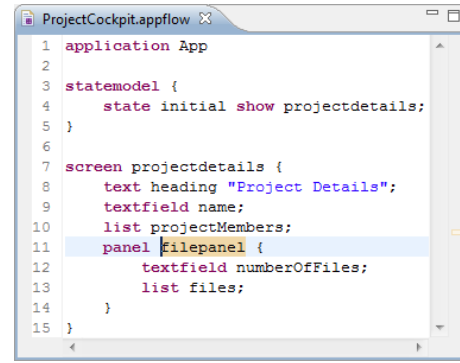 ProjectCockpit.appflow
1 application App
2
3 statemodel {
4     state initial show projectdetails;
5 }
6
7 screen projectdetails {
8     text heading "Project Details";
9     textfield name;
10     list projectMembers;
11     panel filepanel {
12         textfield numberOfFiles;
13         list files;
14     }
15 }